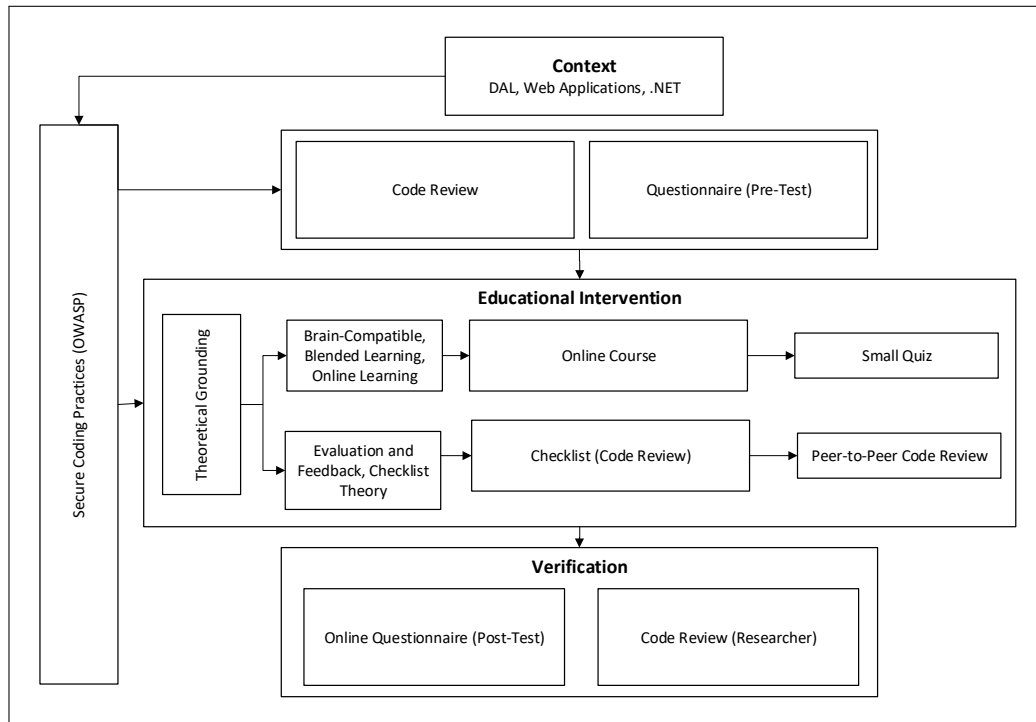 Context
DAL, Web Applications, .NET
Secure Coding Practices (OWASP)
Code Review
Questionnaire (Pre-Test)
Educational Intervention
Theoretical Grounding
Brain-Compatible,
Blended Learning,
Online Learning
Online Course
Small Quiz
Evaluation and
Feedback, Checklist
Theory
Checklist (Code Review)
Peer-to-Peer Code Review
Verification
Online Questionnaire (Post-Test)
Code Review (Researcher)